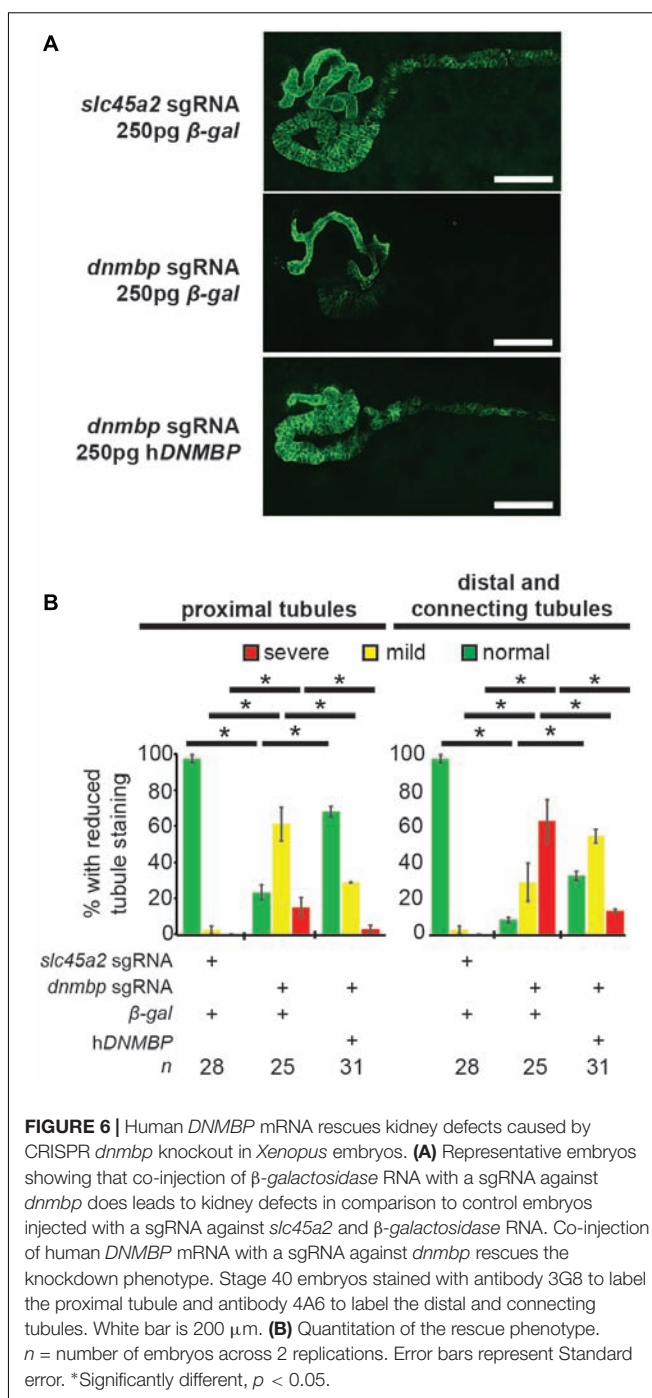 A
slc45a2 sgRNA
250pg β-gal
dnmbp sgRNA
250pg β-gal
dnmbp sgRNA
250pg hDNMBP
B
proximal tubules
distal and
connecting tubules
severe mild normal
* *
* *
* *
* *
* *
* *
% with reduced
tubule staining
100 100
80 80
60 60
40 40
20 20
0 0
slc45a2 sgRNA + +
dnmbp sgRNA + + + +
β-gal + + + +
hDNMBP + +
n 28 25 31 28 25 31
FIGURE 6 | Human DNMBP mRNA rescues kidney defects caused by
CRISPR dnmbp knockout in Xenopus embryos. (A) Representative embryos
showing that co-injection of β-galactosidase RNA with a sgRNA against
dnmbp does leads to kidney defects in comparison to control embryos
injected with a sgRNA against slc45a2 and β-galactosidase RNA. Co-injection
of human DNMBP mRNA with a sgRNA against dnmbp rescues the
knockdown phenotype. Stage 40 embryos stained with antibody 3G8 to label
the proximal tubule and antibody 4A6 to label the distal and connecting
tubules. White bar is 200 μm. (B) Quantitation of the rescue phenotype.
n = number of embryos across 2 replications. Error bars represent Standard
error. *Significantly different, p < 0.05.